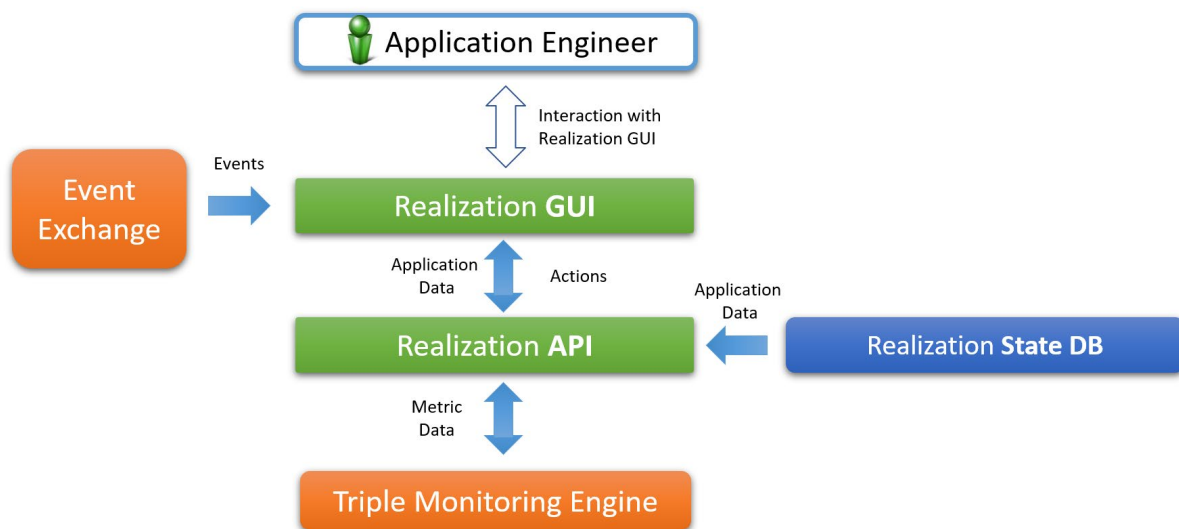 Application Engineer
Interaction with
Realization GUI
Events
Event
Exchange
Realization GUI
Application
Data
Actions
Application
Data
Realization API
Realization State DB
Metric
Data
Triple Monitoring Engine